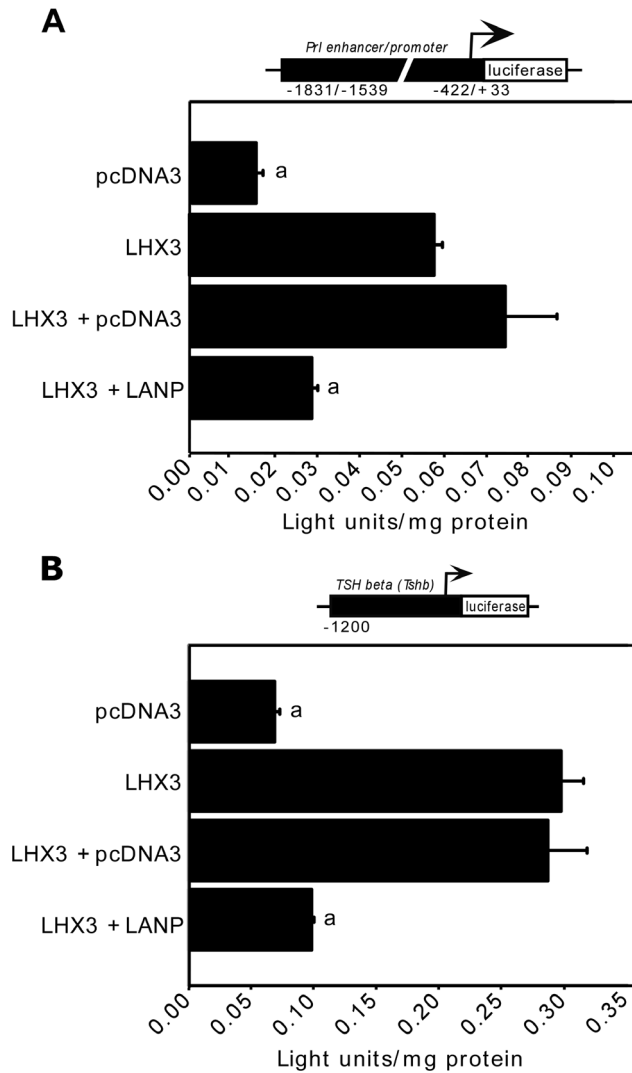 A
Prl enhancer/promoter
luciferase
-1831/-1539 -422/+33
pcDNA3 a
LHX3
LHX3 + pcDNA3
LHX3 + LANP a
0.00 0.01 0.02 0.03 0.04 0.05 0.06 0.07 0.08 0.09 0.10
Light units/mg protein
B
TSH beta (Tshb)
luciferase
-1200
pcDNA3 a
LHX3
LHX3 + pcDNA3
LHX3 + LANP a
0.00 0.05 0.10 0.15 0.20 0.25 0.30 0.35
Light units/mg protein